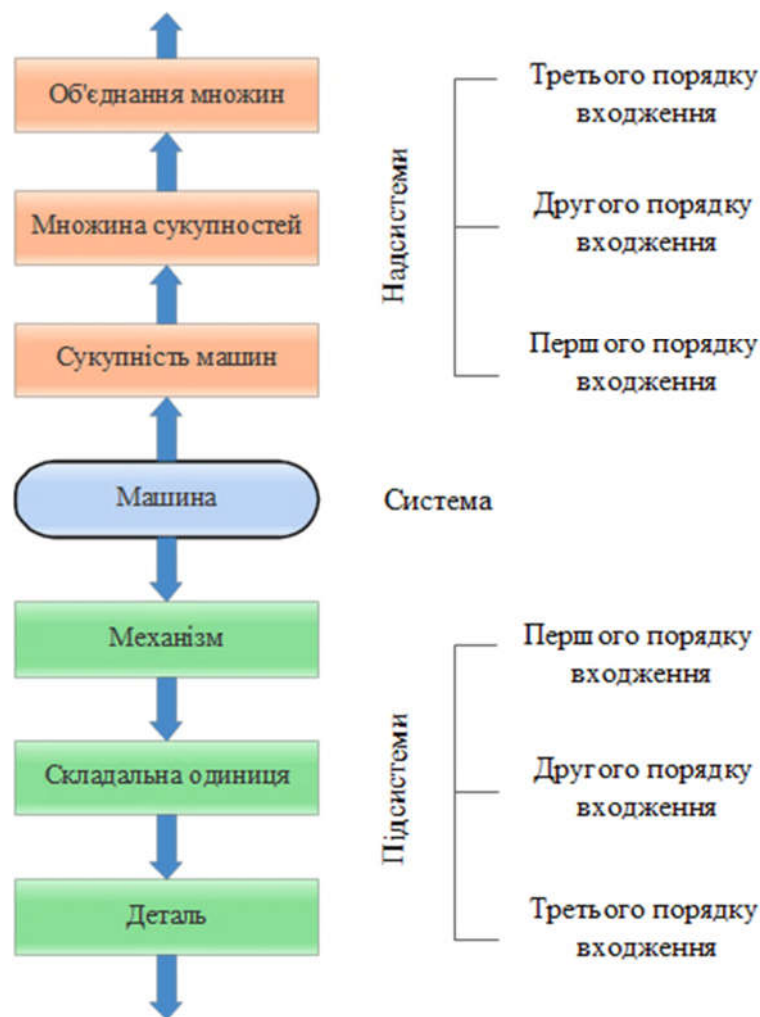 Об'єднання множин
Третього порядку
входження
Множина сукупностей
Другого порядку
входження
Надсистеми
Сукупність машин
Першого порядку
входження
Машина
Система
Механізм
Першого порядку
входження
Складальна одиниця
Другого порядку
входження
Підсистеми
Деталь
Третього порядку
входження